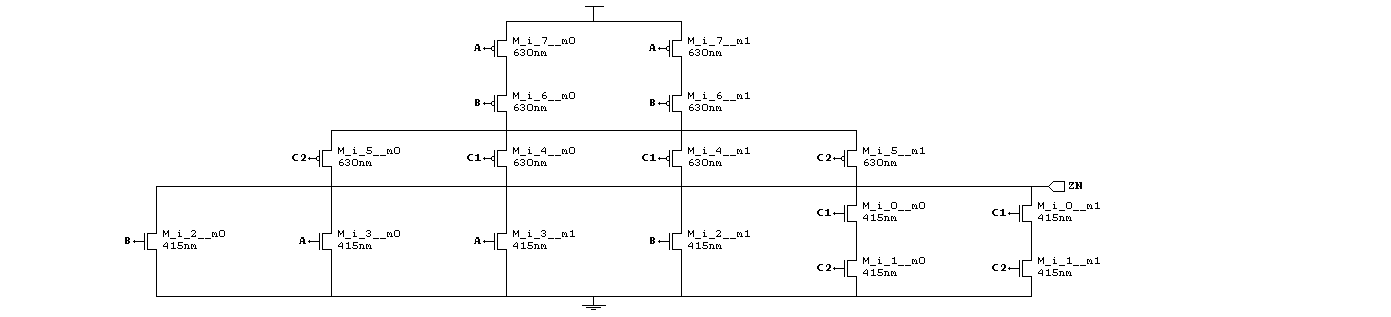 A M_i_7__m0 A M_i_7__m1
630nm 630nm
B M_i_6__m0 B M_i_6__m1
630nm 630nm
C2 M_i_5__m0 C1 M_i_4__m0 C1 M_i_4__m1 C2 M_i_5__m1
630nm 630nm 630nm 630nm
ZN
C1 M_i_0__m0 C1 M_i_0__m1
415nm 415nm
B M_i_2__m0 A M_i_3__m0 A M_i_3__m1 B M_i_2__m1
415nm 415nm 415nm 415nm
C2 M_i_1__m0 C2 M_i_1__m1
415nm 415nm